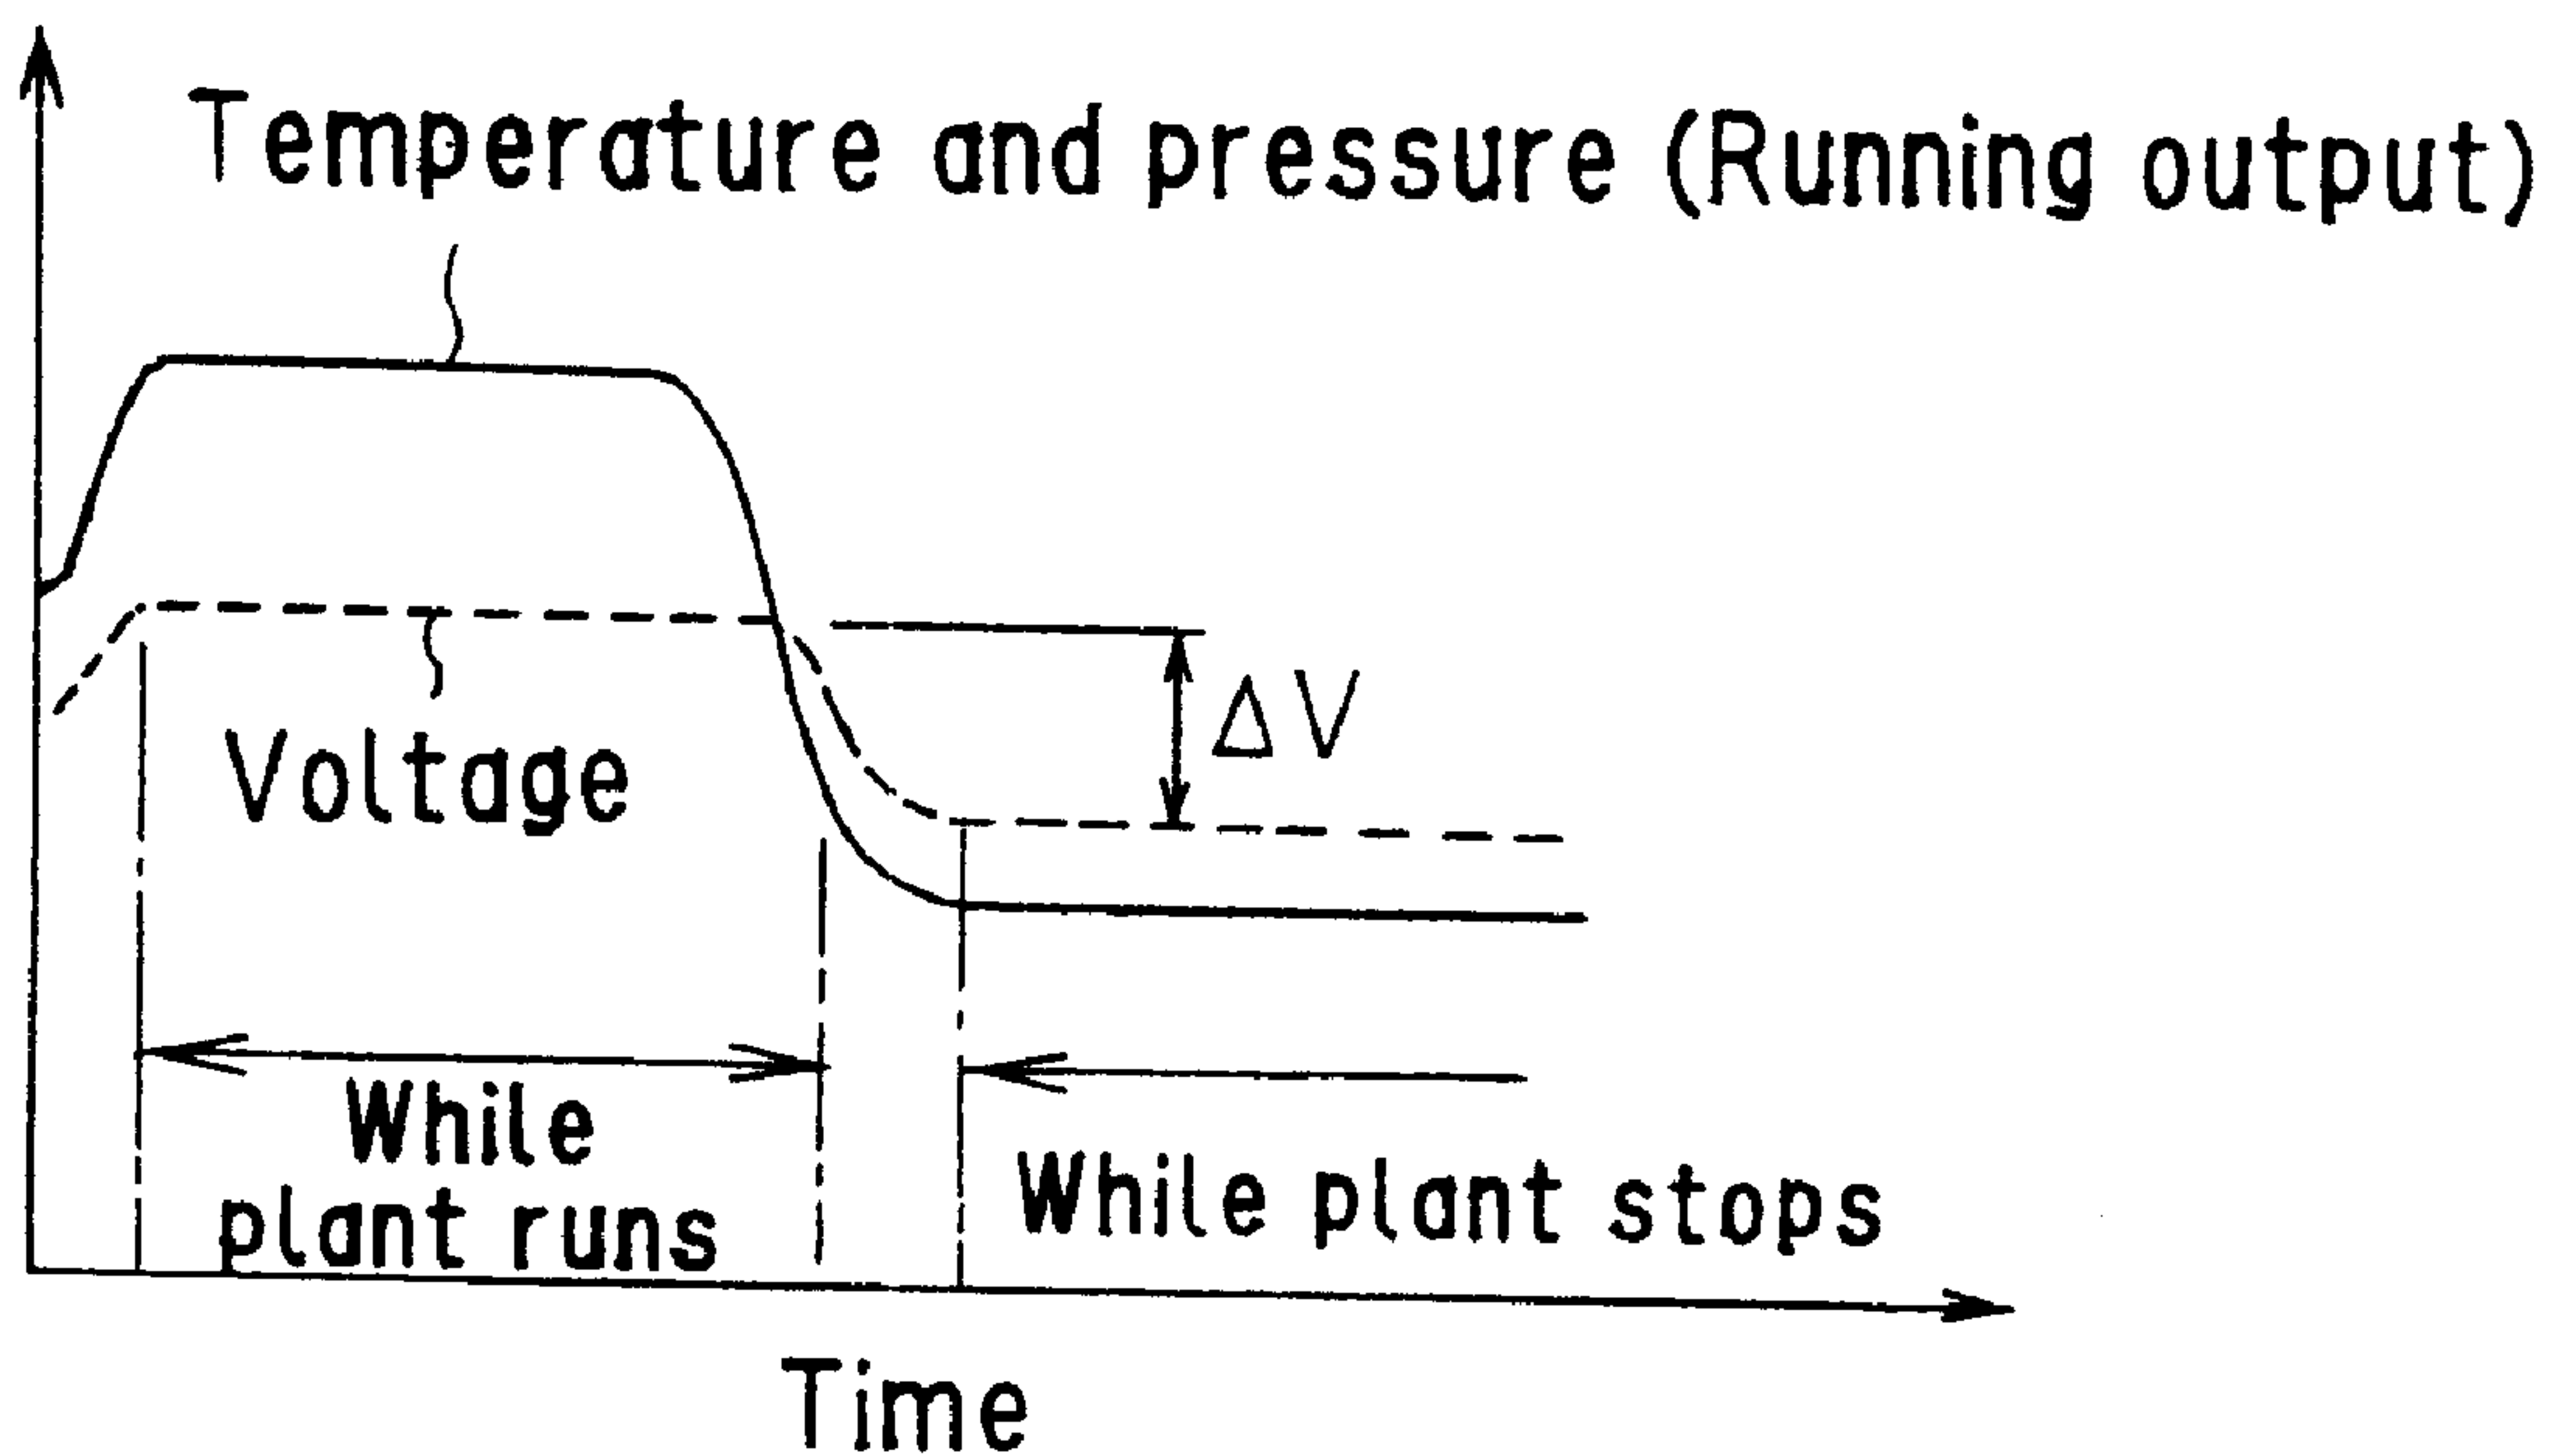 Temperature and pressure (Running output)
Voltage
ΔV
While
plant runs
While plant stops
Time